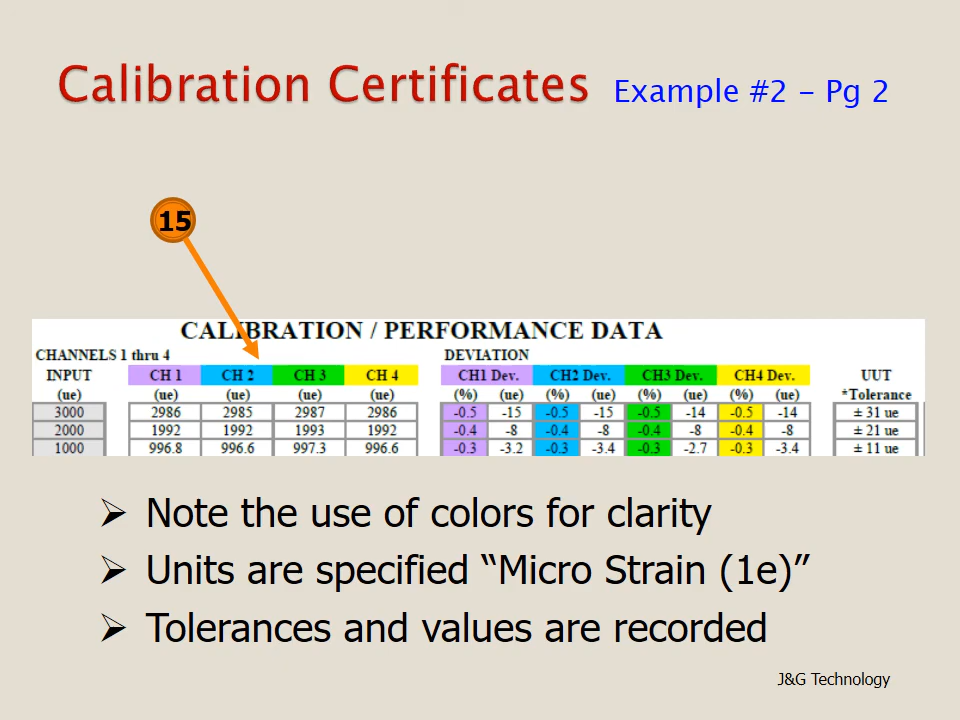 Calibration Certificates Example #2 – Pg 2
15
CALIBRATION / PERFORMANCE DATA
CHANNELS 1 thru 4 DEVIATION
INPUT CH 1 CH 2 CH 3 CH 4 CH1 Dev. CH2 Dev. CH3 Dev. CH4 Dev. UUT
(ue) (ue) (ue) (ue) (ue) (%) (ue) (%) (ue) (%) (ue) (%) (ue) *Tolerance
3000 2986 2985 2987 2986 -0.5 -15 -0.5 -15 -0.5 -14 -0.5 -14 ± 31 ue
2000 1992 1992 1993 1992 -0.4 -8 -0.4 -8 -0.4 -8 -0.4 -8 ± 21 ue
1000 996.8 996.6 997.3 996.6 -0.3 -3.2 -0.3 -3.4 -0.3 -2.7 -0.3 -3.4 ± 11 ue
➢ Note the use of colors for clarity
➢ Units are specified “Micro Strain (1e)”
➢ Tolerances and values are recorded
J&G Technology